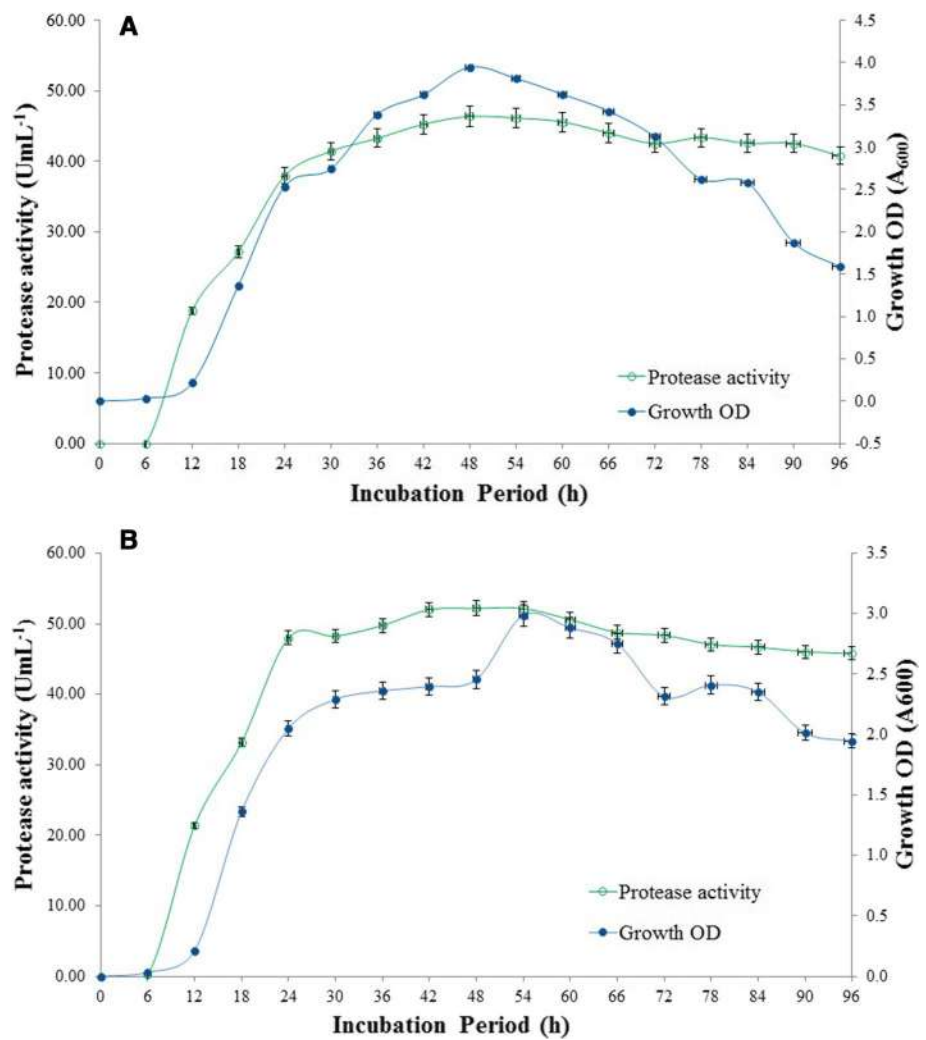 A
60.00
50.00
40.00
30.00
20.00
10.00
0.00
Protease activity (UmL-1)
4.5
4.0
3.5
3.0
2.5
2.0
1.5
1.0
0.5
0.0
-0.5
Growth OD (A600)
Protease activity
Growth OD
0 6 12 18 24 30 36 42 48 54 60 66 72 78 84 90 96
Incubation Period (h)
B
60.00
50.00
40.00
30.00
20.00
10.00
0.00
Protease activity (UmL-1)
3.5
3.0
2.5
2.0
1.5
1.0
0.5
0.0
Growth OD (A600)
Protease activity
Growth OD
0 6 12 18 24 30 36 42 48 54 60 66 72 78 84 90 96
Incubation Period (h)